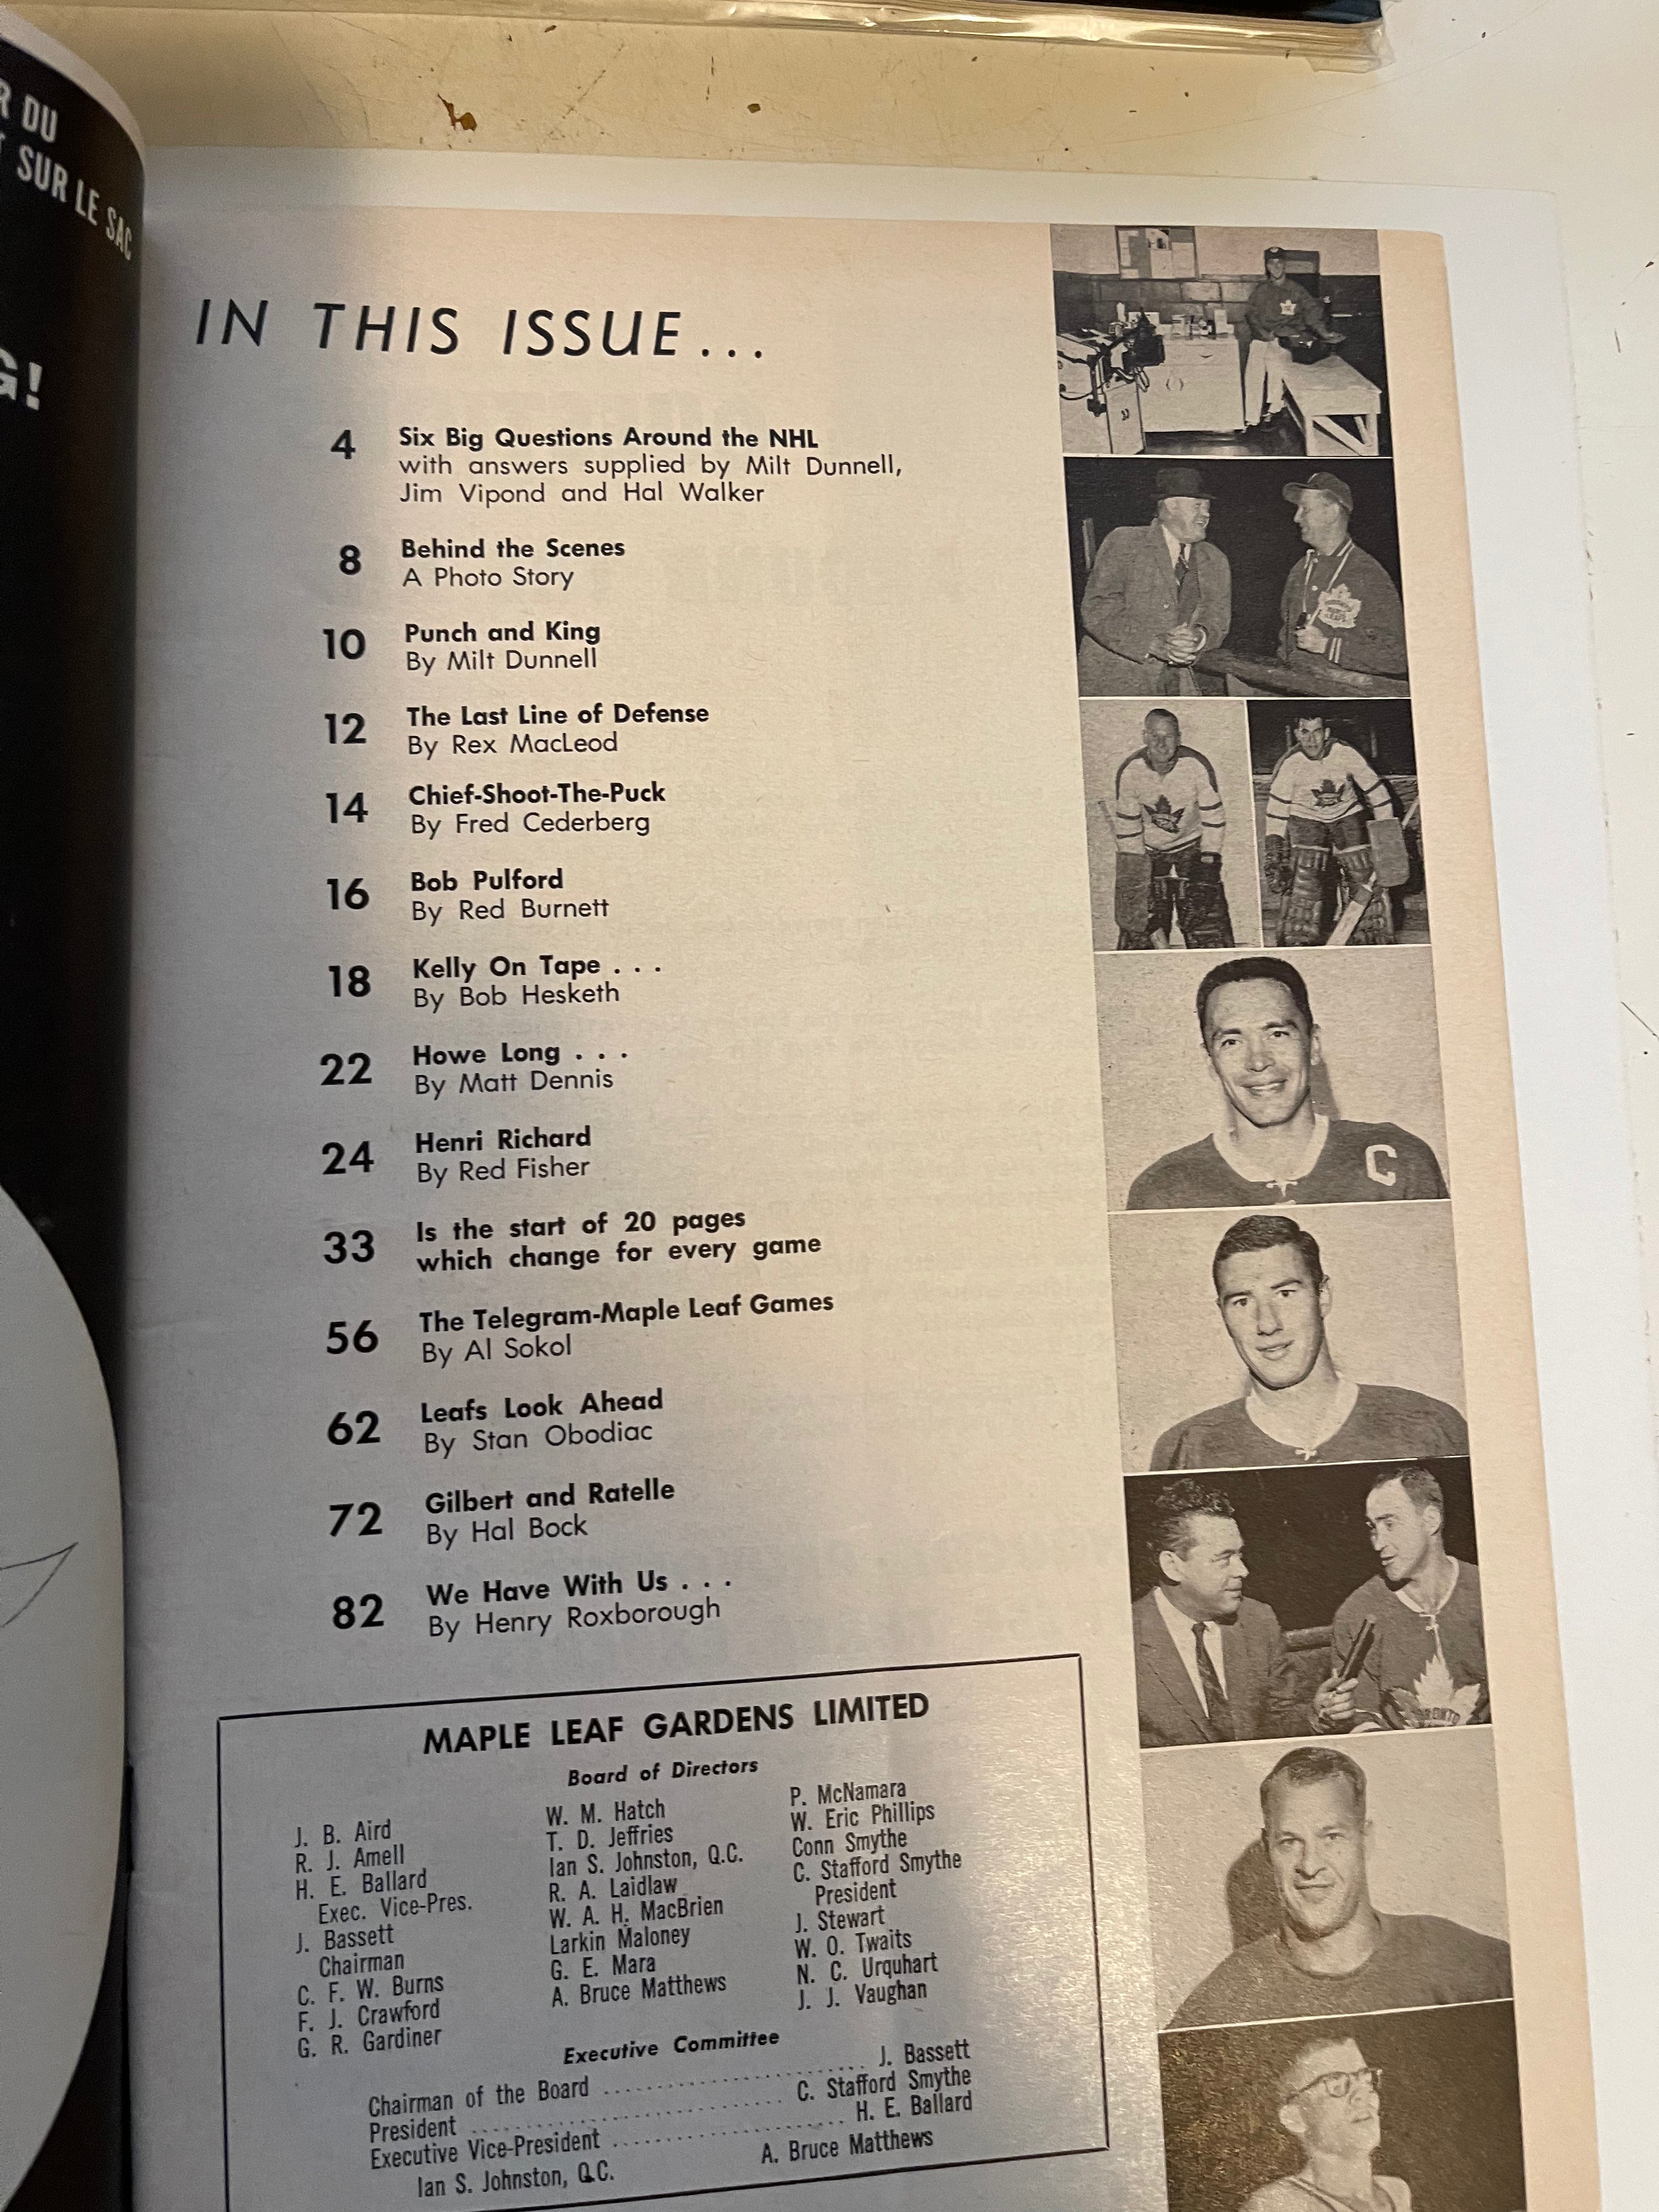 R DU
SUR LE SAC
G!
IN THIS ISSUE...
4 Six Big Questions Around the NHL
with answers supplied by Milt Dunnell,
Jim Vipond and Hal Walker
8 Behind the Scenes
A Photo Story
10 Punch and King
By Milt Dunnell
12 The Last Line of Defense
By Rex MacLeod
14 Chief-Shoot-The-Puck
By Fred Cederberg
16 Bob Pulford
By Red Burnett
18 Kelly On Tape . . .
By Bob Hesketh
22 Howe Long . . .
By Matt Dennis
24 Henri Richard
By Red Fisher
33 Is the start of 20 pages
which change for every game
56 The Telegram-Maple Leaf Games
By Al Sokol
62 Leafs Look Ahead
By Stan Obodiac
72 Gilbert and Ratelle
By Hal Bock
82 We Have With Us . . .
By Henry Roxborough
MAPLE LEAF GARDENS LIMITED
Board of Directors
J. B. Aird
R. J. Amell
H. E. Ballard
Exec. Vice-Pres.
J. Bassett
Chairman
C. F. W. Burns
F. J. Crawford
G. R. Gardiner
W. M. Hatch
T. D. Jeffries
Ian S. Johnston, Q.C.
R. A. Laidlaw
W. A. H. MacBrien
Larkin Maloney
G. E. Mara
A. Bruce Matthews
P. McNamara
W. Eric Phillips
Conn Smythe
C. Stafford Smythe
President
J. Stewart
W. O. Twaits
N. C. Urquhart
J. J. Vaughan
Executive Committee
Chairman of the Board .......... J. Bassett
President .......... C. Stafford Smythe
Executive Vice-President .......... H. E. Ballard
Ian S. Johnston, Q.C. A. Bruce Matthews
C
TORONTO